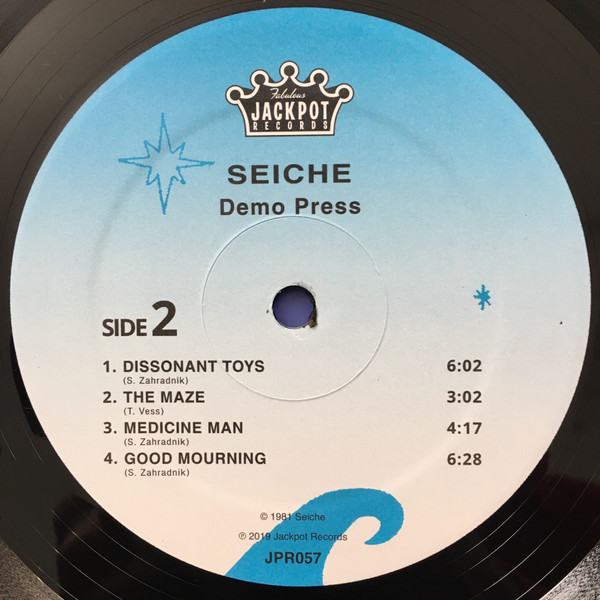 Fabulous
JACKPOT
RECORDS
SEICHE
Demo Press
SIDE 2
1. DISSONANT TOYS 6:02
(S. Zahradnik)
2. THE MAZE 3:02
(T. Vess)
3. MEDICINE MAN 4:17
(S. Zahradnik)
4. GOOD MOURNING 6:28
(S. Zahradnik)
© 1981 Seiche
℗ 2019 Jackpot Records
JPR057